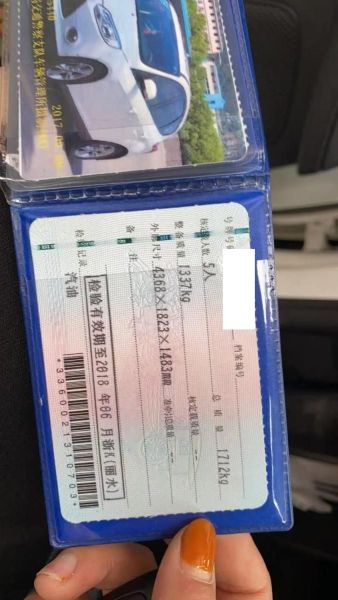 号牌号 档案编号
核定人数 5人 总质量 1712kg
整备质量 1337kg 核定载质量 --
外廓尺寸 4368×1823×1483mm 准牵引总质量 --
备注
检验记录 检验有效期至2018年06月浙K(丽水)
汽油
*3360002131070 3*
2017